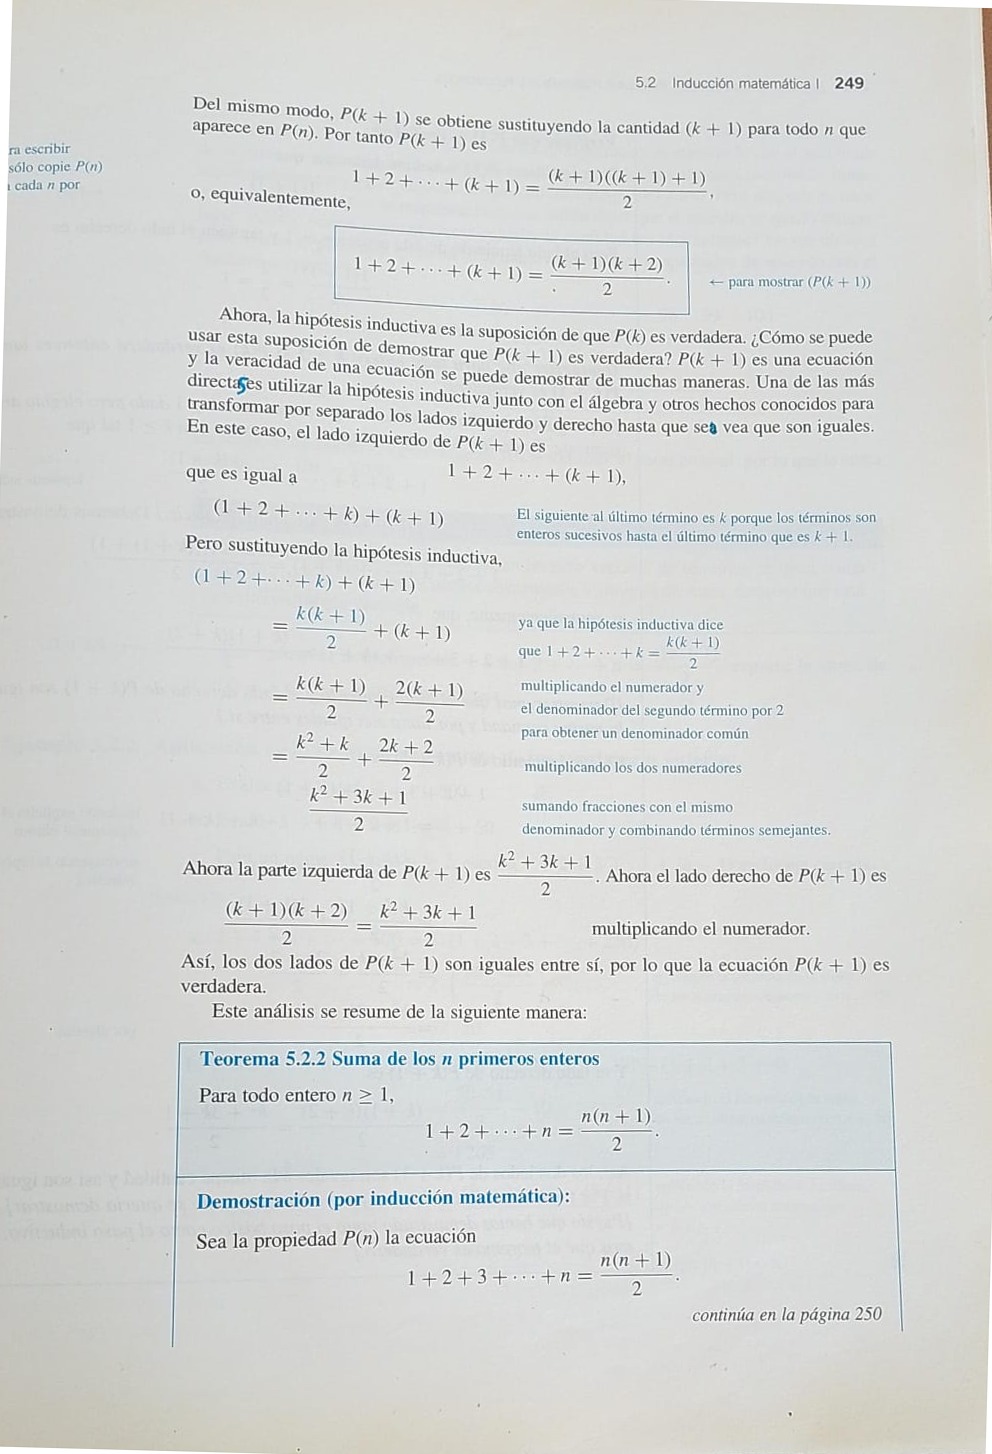 5.2 Inducción matemática I 249
Del mismo modo, P(k + 1) se obtiene sustituyendo la cantidad (k + 1) para todo n que
aparece en P(n). Por tanto P(k + 1) es
ra escribir
sólo copie P(n)
cada n por
1 + 2 + ··· + (k + 1) = (k + 1)((k + 1) + 1) / 2,
o, equivalentemente,
1 + 2 + ··· + (k + 1) = (k + 1)(k + 2) / 2.
← para mostrar (P(k + 1))
Ahora, la hipótesis inductiva es la suposición de que P(k) es verdadera. ¿Cómo se puede
usar esta suposición de demostrar que P(k + 1) es verdadera? P(k + 1) es una ecuación
y la veracidad de una ecuación se puede demostrar de muchas maneras. Una de las más
directas es utilizar la hipótesis inductiva junto con el álgebra y otros hechos conocidos para
transformar por separado los lados izquierdo y derecho hasta que sea vea que son iguales.
En este caso, el lado izquierdo de P(k + 1) es
1 + 2 + ··· + (k + 1),
que es igual a
(1 + 2 + ··· + k) + (k + 1)
El siguiente al último término es k porque los términos son
enteros sucesivos hasta el último término que es k + 1.
Pero sustituyendo la hipótesis inductiva,
(1 + 2 + ··· + k) + (k + 1)
= k(k + 1) / 2 + (k + 1)
ya que la hipótesis inductiva dice
que 1 + 2 + ··· + k = k(k + 1) / 2
= k(k + 1) / 2 + 2(k + 1) / 2
multiplicando el numerador y
el denominador del segundo término por 2
para obtener un denominador común
= k² + k / 2 + 2k + 2 / 2
multiplicando los dos numeradores
k² + 3k + 1 / 2
sumando fracciones con el mismo
denominador y combinando términos semejantes.
Ahora la parte izquierda de P(k + 1) es k² + 3k + 1 / 2. Ahora el lado derecho de P(k + 1) es
(k + 1)(k + 2) / 2 = k² + 3k + 1 / 2
multiplicando el numerador.
Así, los dos lados de P(k + 1) son iguales entre sí, por lo que la ecuación P(k + 1) es
verdadera.
Este análisis se resume de la siguiente manera:
Teorema 5.2.2 Suma de los n primeros enteros
Para todo entero n ≥ 1,
1 + 2 + ··· + n = n(n + 1) / 2.
Demostración (por inducción matemática):
Sea la propiedad P(n) la ecuación
1 + 2 + 3 + ··· + n = n(n + 1) / 2.
continúa en la página 250